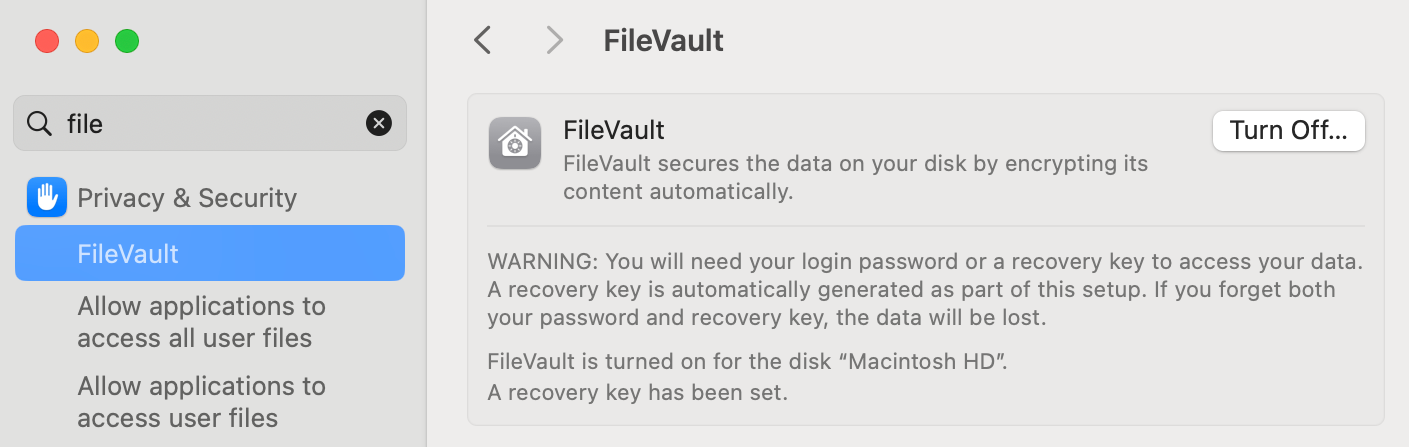 file
Privacy & Security
FileVault
Allow applications to
access all user files
Allow applications to
access user files
FileVault
FileVault
Turn Off...
FileVault secures the data on your disk by encrypting its
content automatically.
WARNING: You will need your login password or a recovery key to access your data.
A recovery key is automatically generated as part of this setup. If you forget both
your password and recovery key, the data will be lost.
FileVault is turned on for the disk “Macintosh HD”.
A recovery key has been set.